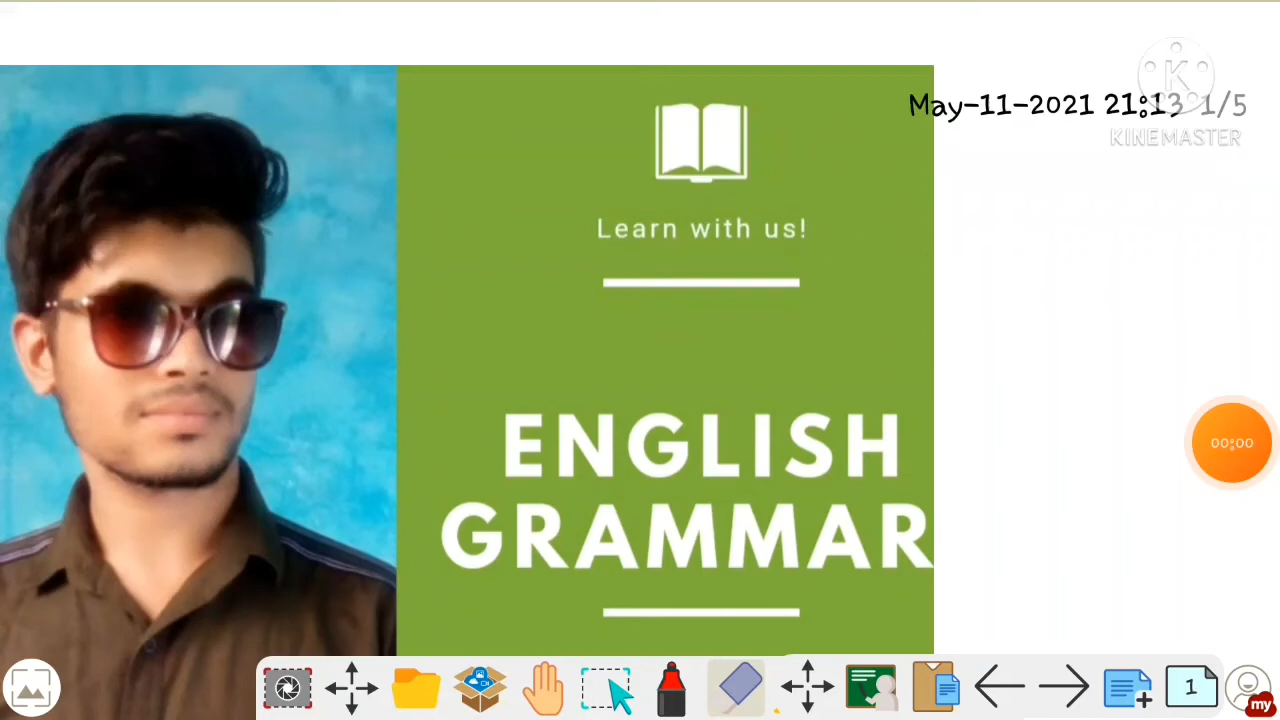 May-11-2021 21:13 1/5
KINEMASTER
Learn with us!
00:00
ENGLISH
GRAMMAR
1
my